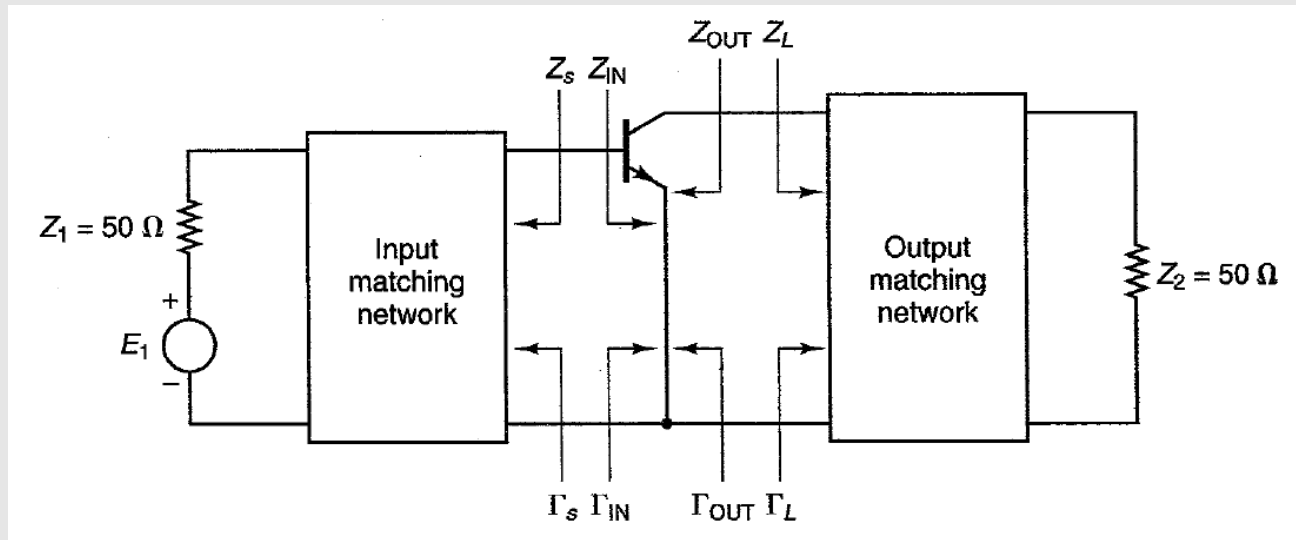 Z_OUT Z_L
Z_s Z_IN
Z_1 = 50 Ω
Input
matching
network
Output
matching
network
Z_2 = 50 Ω
+
E_1
−
Γ_s Γ_IN
Γ_OUT Γ_L